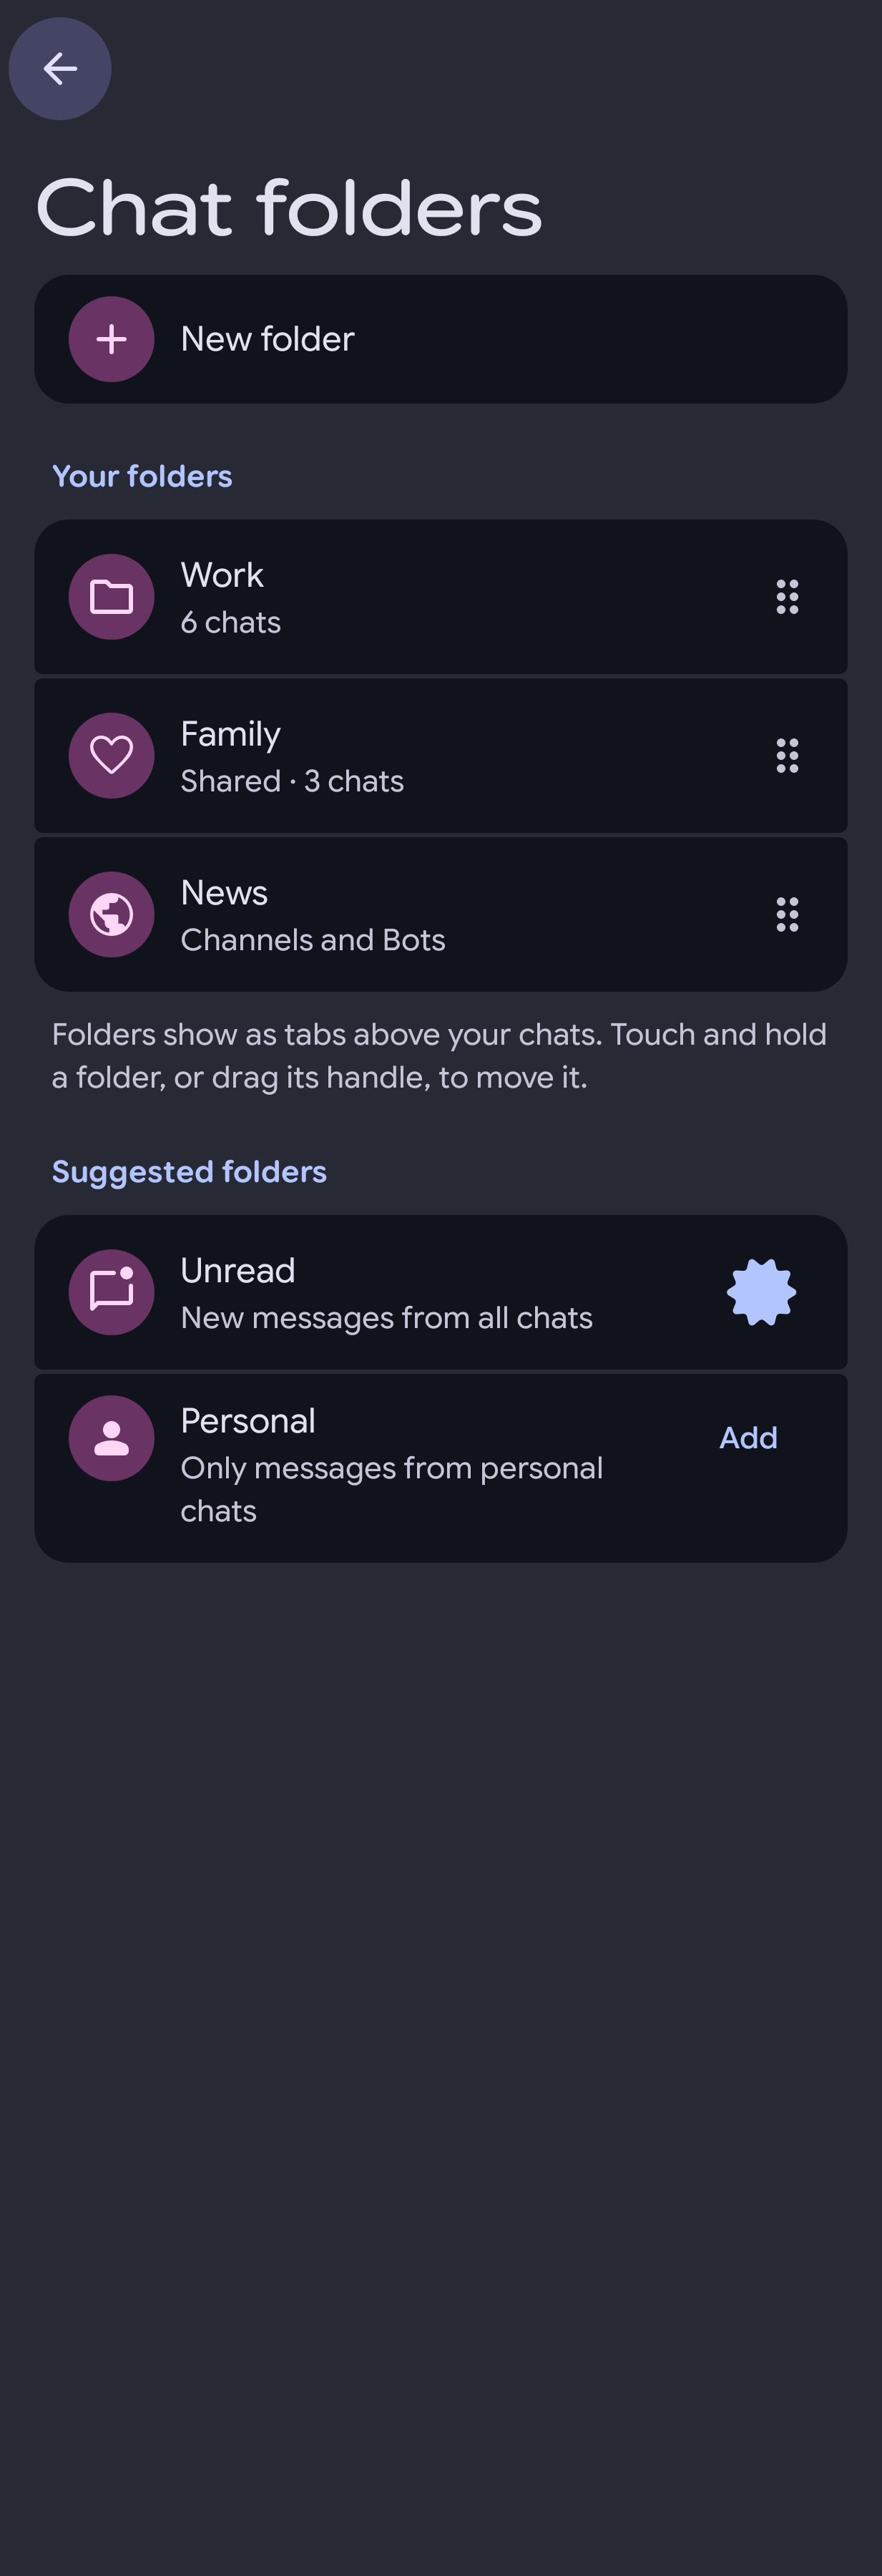 Chat folders
New folder
Your folders
Work
6 chats
Family
Shared · 3 chats
News
Channels and Bots
Folders show as tabs above your chats. Touch and hold
a folder, or drag its handle, to move it.
Suggested folders
Unread
New messages from all chats
Personal
Add
Only messages from personal
chats